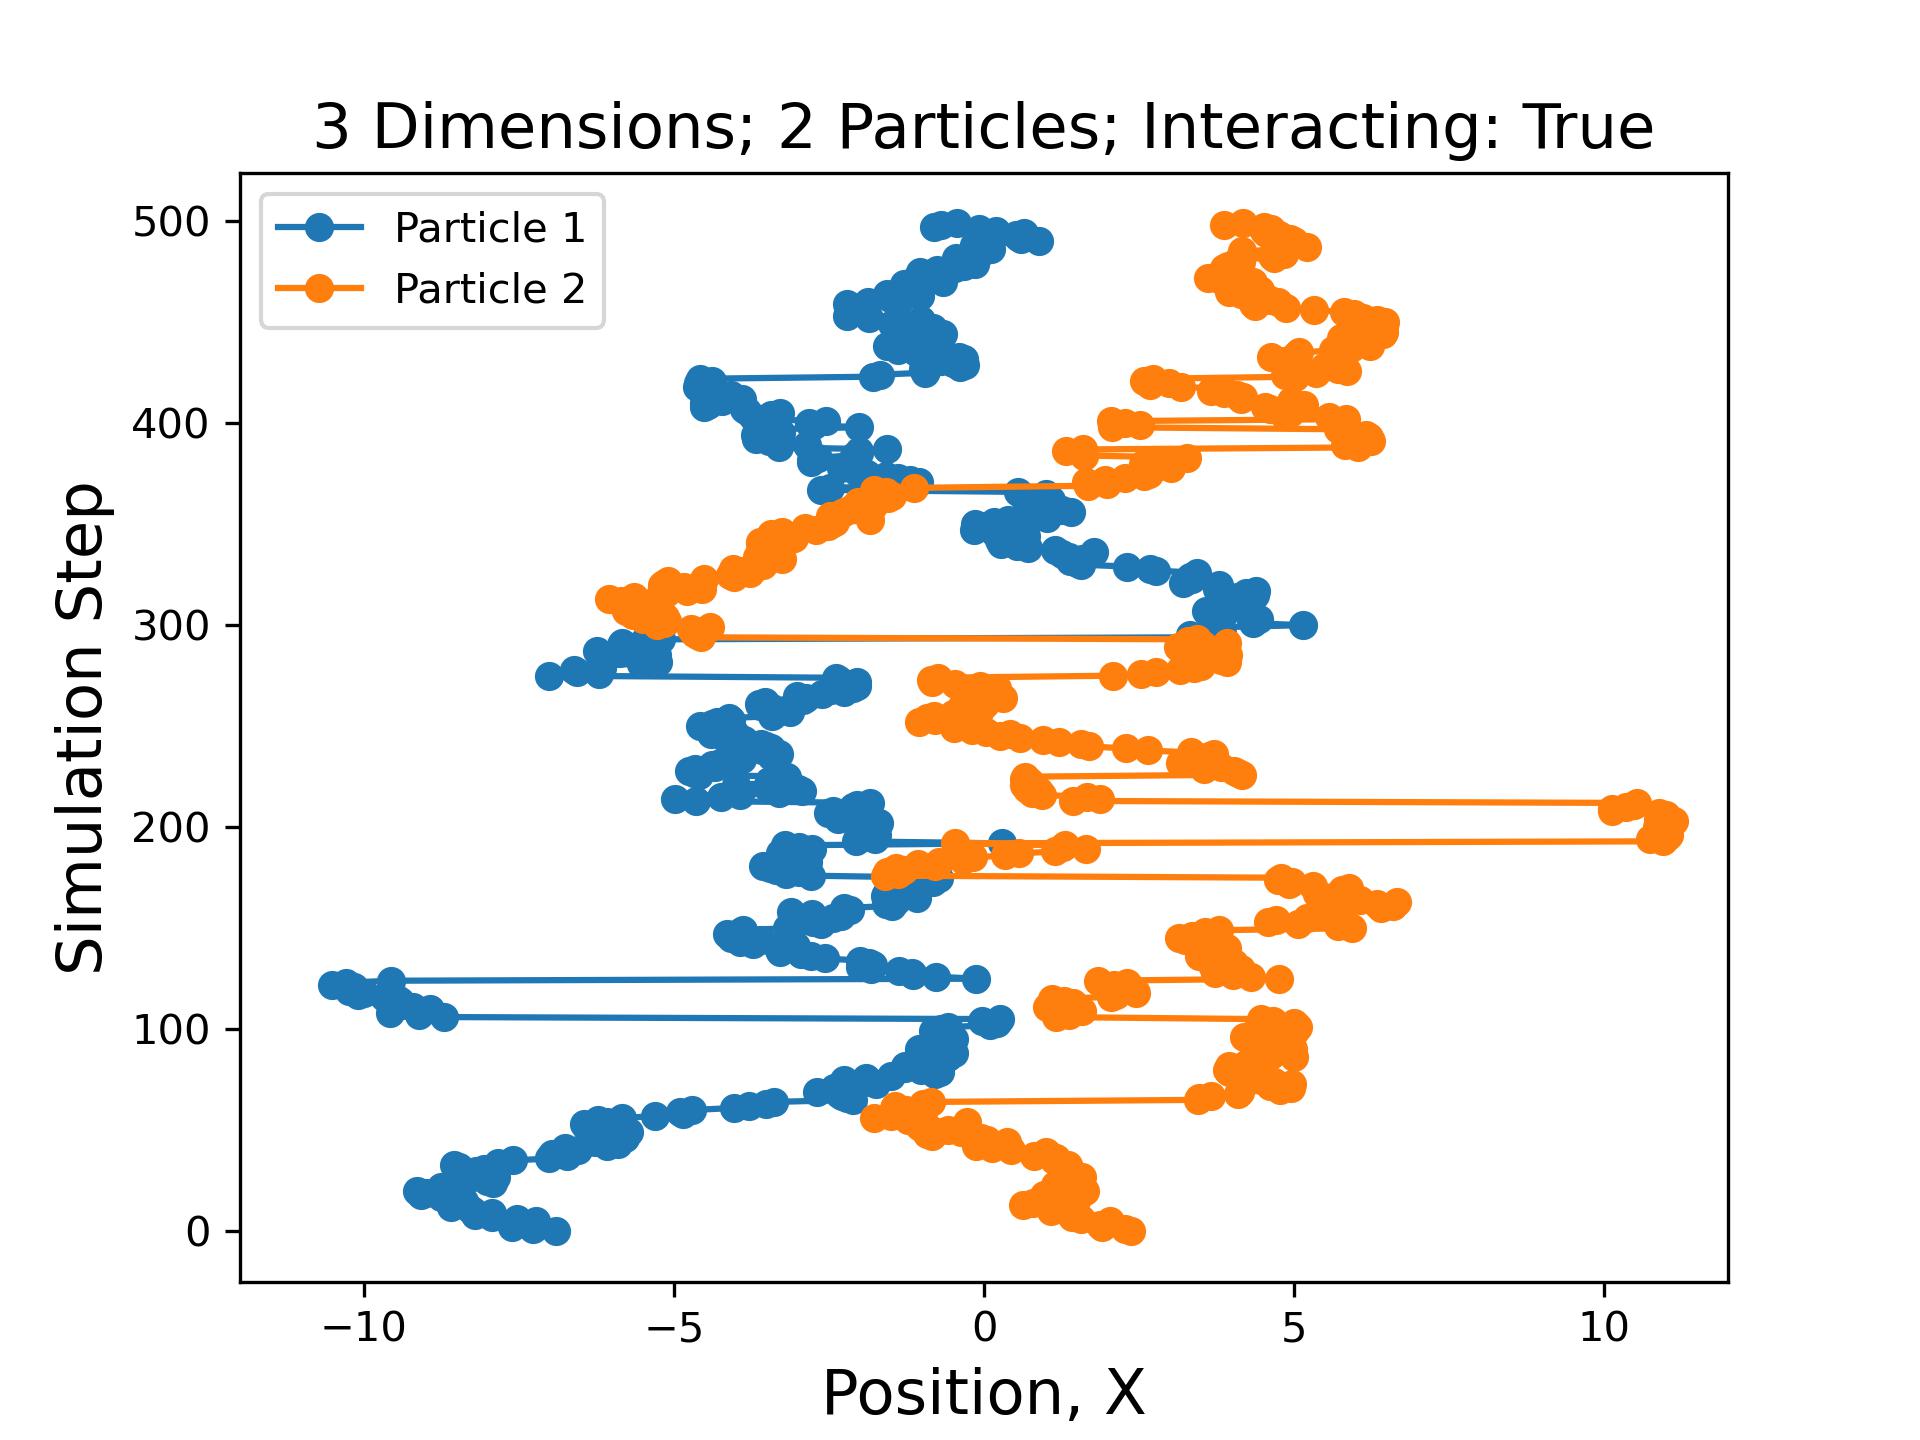 3 Dimensions; 2 Particles; Interacting: True
Particle 1
Particle 2
Simulation Step
500
400
300
200
100
0
−10
−5
0
5
10
Position, X